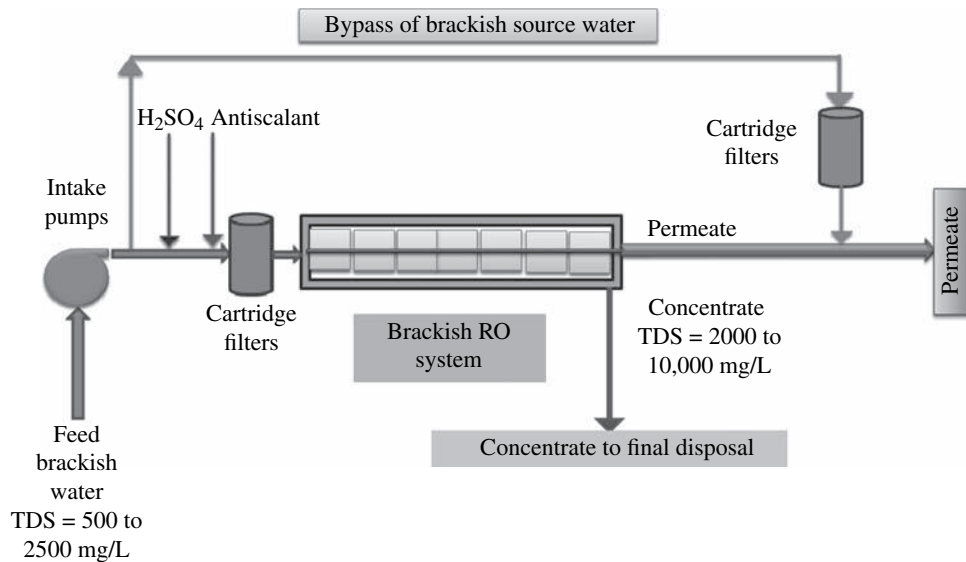 Bypass of brackish source water
H₂SO₄ Antiscalant
Cartridge
filters
Intake
pumps
Permeate
Permeate
Cartridge
filters
Brackish RO
system
Concentrate
TDS = 2000 to
10,000 mg/L
Feed
brackish
water
TDS = 500 to
2500 mg/L
Concentrate to final disposal